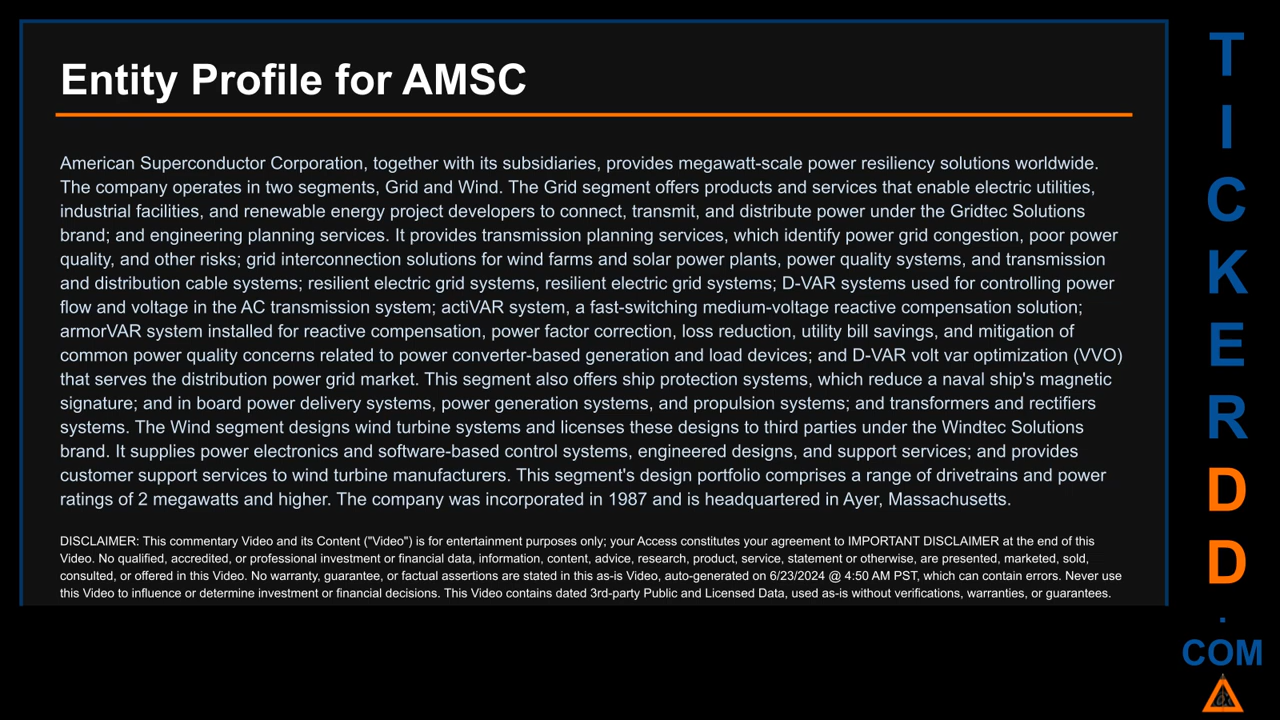 Entity Profile for AMSC
American Superconductor Corporation, together with its subsidiaries, provides megawatt-scale power resiliency solutions worldwide.
The company operates in two segments, Grid and Wind. The Grid segment offers products and services that enable electric utilities,
industrial facilities, and renewable energy project developers to connect, transmit, and distribute power under the Gridtec Solutions
brand; and engineering planning services. It provides transmission planning services, which identify power grid congestion, poor power
quality, and other risks; grid interconnection solutions for wind farms and solar power plants, power quality systems, and transmission
and distribution cable systems; resilient electric grid systems, resilient electric grid systems; D-VAR systems used for controlling power
flow and voltage in the AC transmission system; actiVAR system, a fast-switching medium-voltage reactive compensation solution;
armorVAR system installed for reactive compensation, power factor correction, loss reduction, utility bill savings, and mitigation of
common power quality concerns related to power converter-based generation and load devices; and D-VAR volt var optimization (VVO)
that serves the distribution power grid market. This segment also offers ship protection systems, which reduce a naval ship's magnetic
signature; and in board power delivery systems, power generation systems, and propulsion systems; and transformers and rectifiers
systems. The Wind segment designs wind turbine systems and licenses these designs to third parties under the Windtec Solutions
brand. It supplies power electronics and software-based control systems, engineered designs, and support services; and provides
customer support services to wind turbine manufacturers. This segment's design portfolio comprises a range of drivetrains and power
ratings of 2 megawatts and higher. The company was incorporated in 1987 and is headquartered in Ayer, Massachusetts.
DISCLAIMER: This commentary Video and its Content ("Video") is for entertainment purposes only; your Access constitutes your agreement to IMPORTANT DISCLAIMER at the end of this
Video. No qualified, accredited, or professional investment or financial data, information, content, advice, research, product, service, statement or otherwise, are presented, marketed, sold,
consulted, or offered in this Video. No warranty, guarantee, or factual assertions are stated in this as-is Video, auto-generated on 6/23/2024 @ 4:50 AM PST, which can contain errors. Never use
this Video to influence or determine investment or financial decisions. This Video contains dated 3rd-party Public and Licensed Data, used as-is without verifications, warranties, or guarantees.
T
I
C
K
E
R
D
D
.
COM